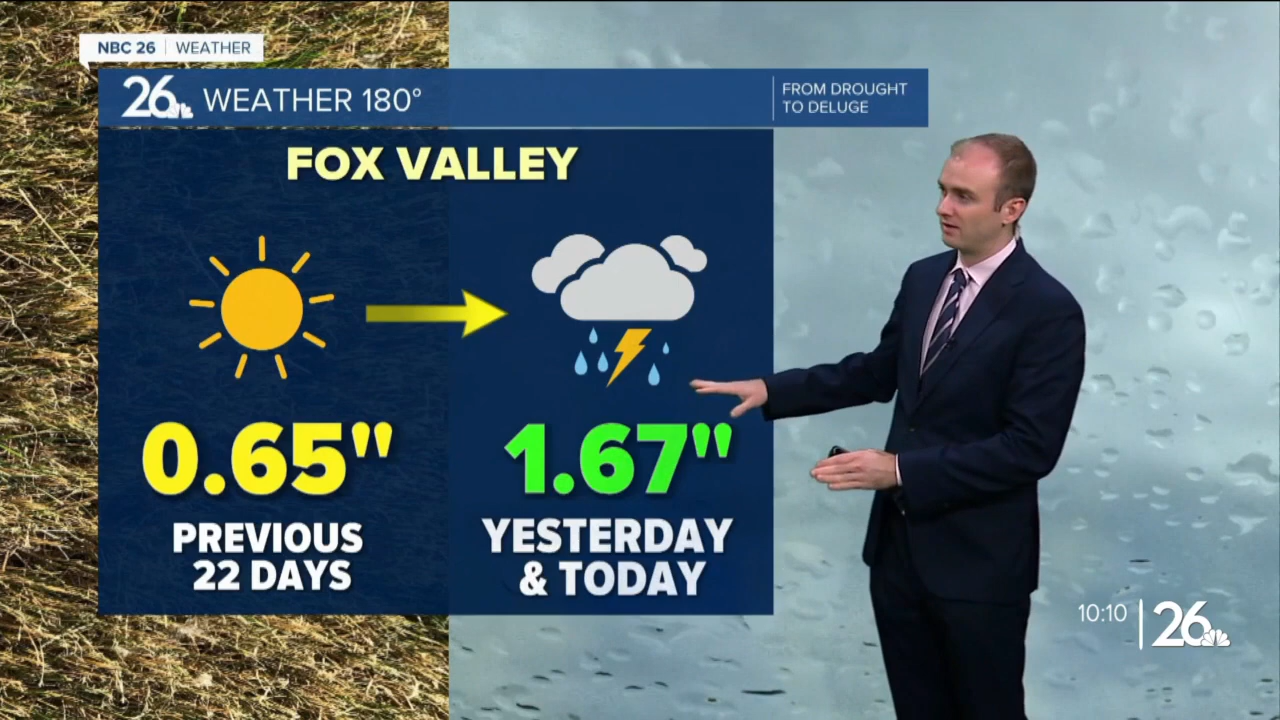 NBC 26 | WEATHER
26 WEATHER 180°
FROM DROUGHT
TO DELUGE
FOX VALLEY
0.65"
1.67"
PREVIOUS
22 DAYS
YESTERDAY
& TODAY
10:10 | 26